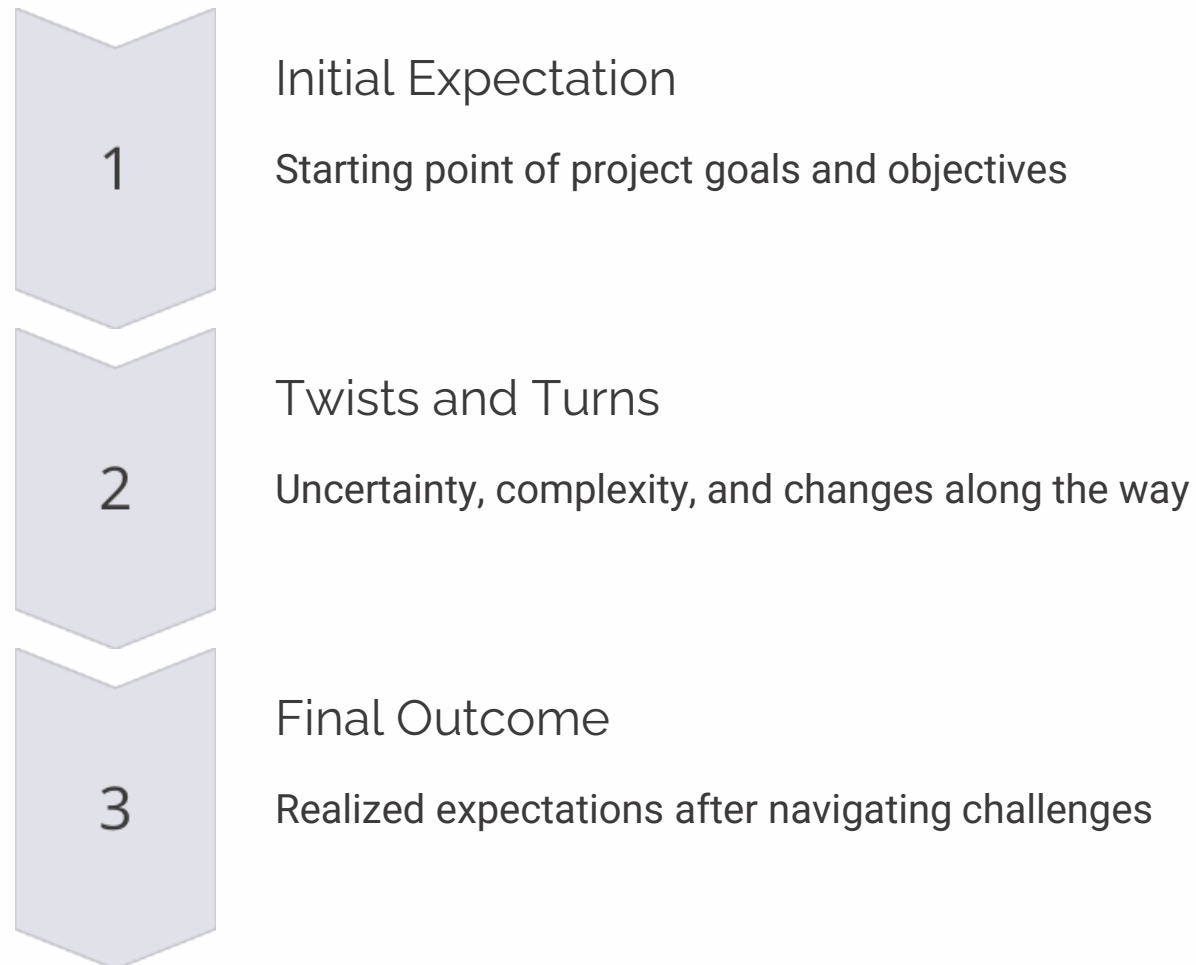 1
Initial Expectation
Starting point of project goals and objectives
2
Twists and Turns
Uncertainty, complexity, and changes along the way
3
Final Outcome
Realized expectations after navigating challenges